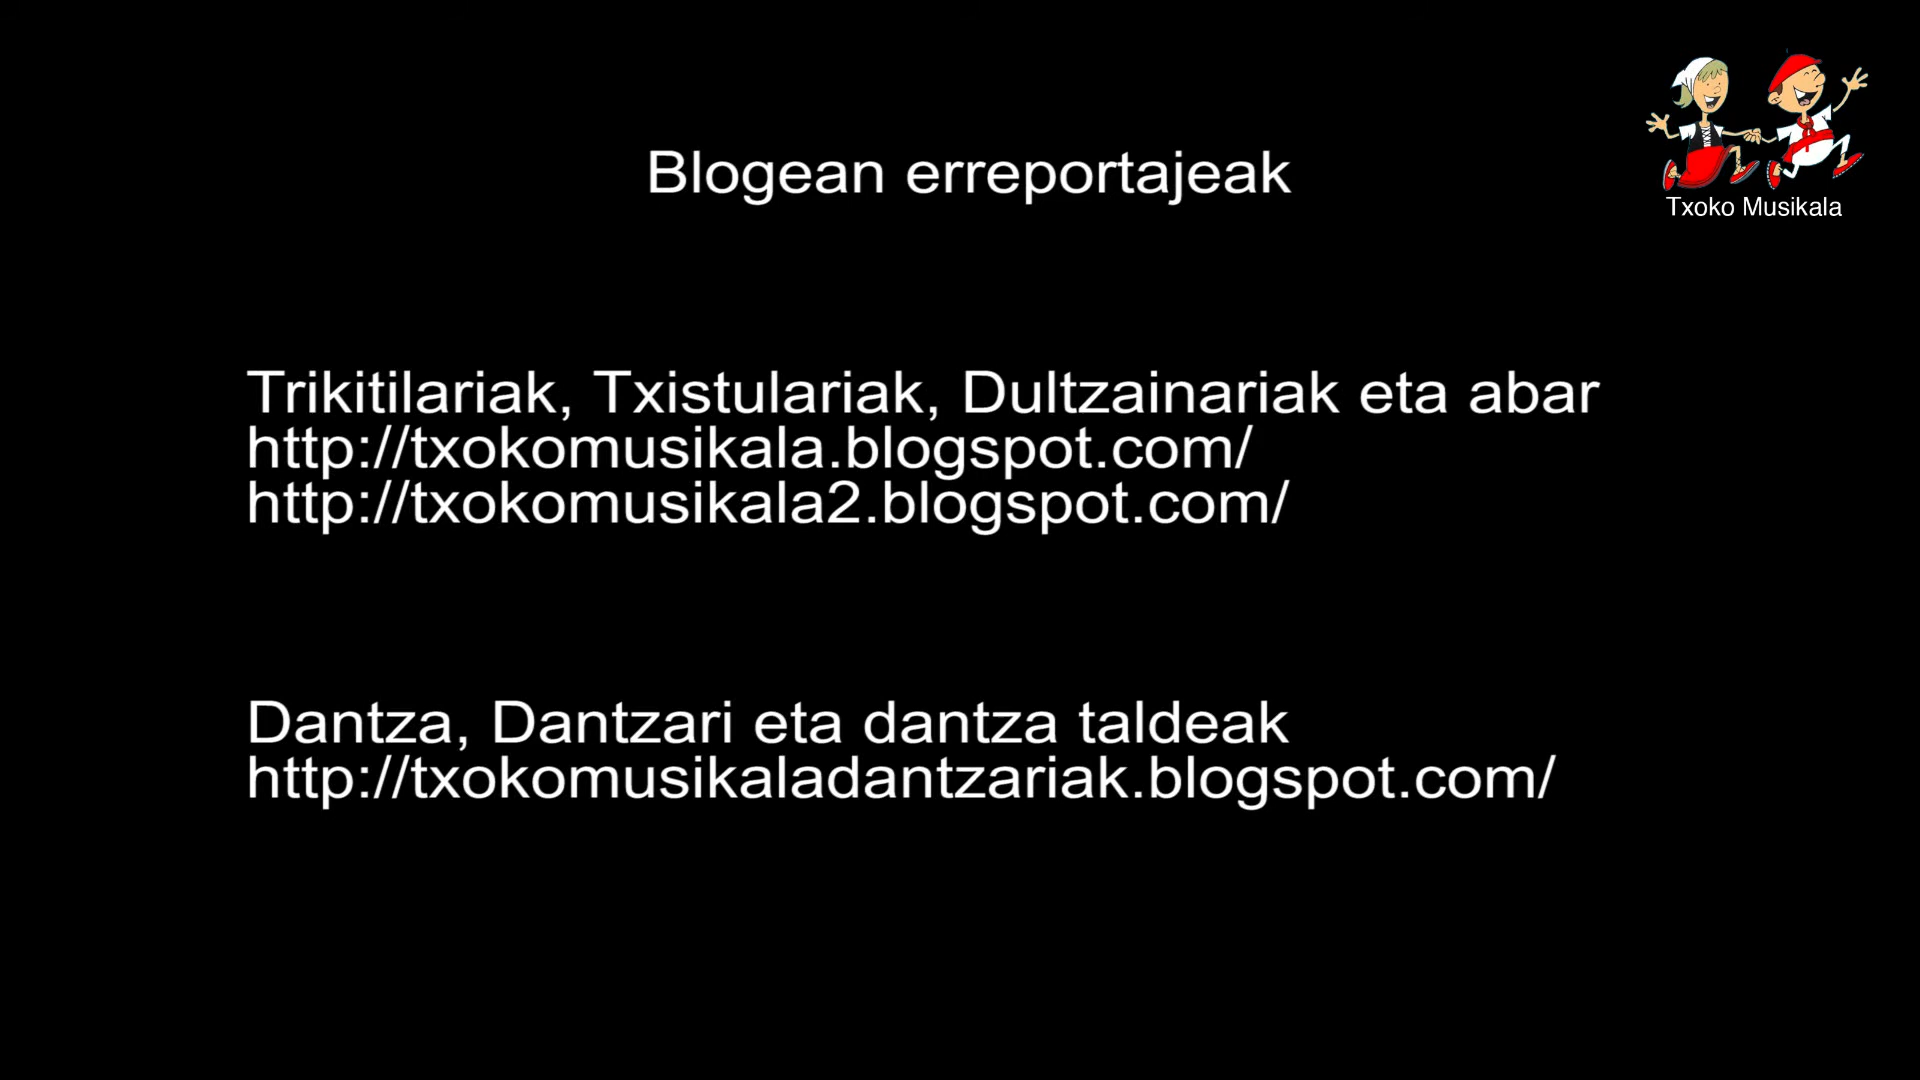 Blogean erreportajeak
Txoko Musikala
Trikitilariak, Txistulariak, Dultzainariak eta abar
http://txokomusikala.blogspot.com/
http://txokomusikala2.blogspot.com/
Dantza, Dantzari eta dantza taldeak
http://txokomusikaladantzariak.blogspot.com/